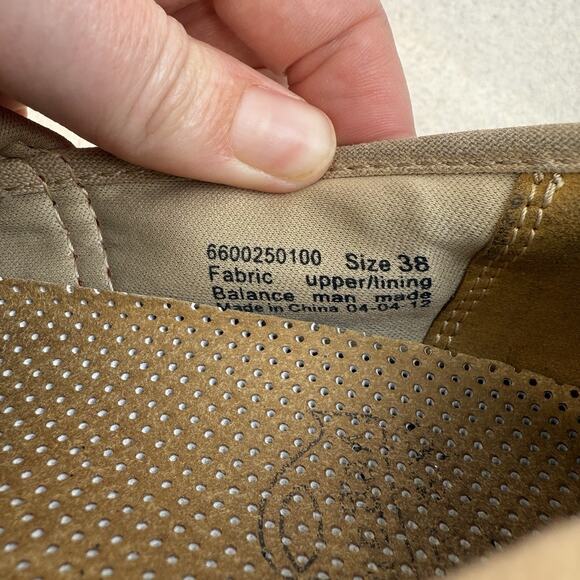 6600250100 Size 38
Fabric upper/lining
Balance man made
Made in China 04-04-12